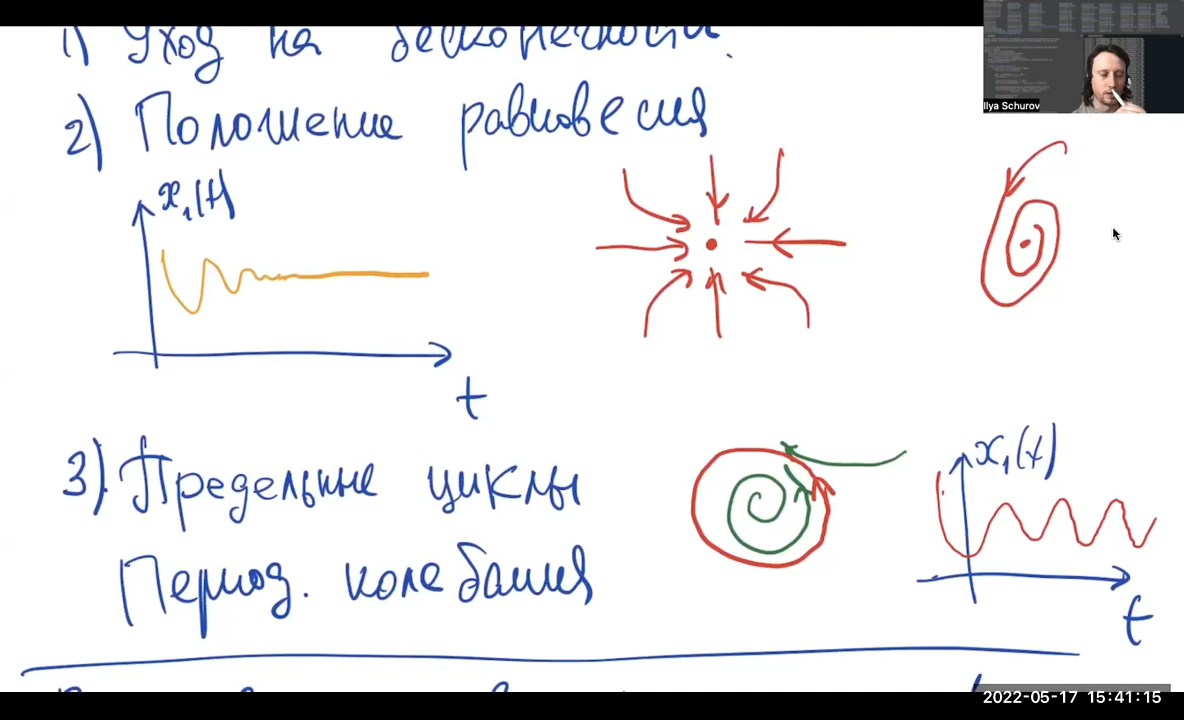 1) Уход на бесконечность.
Ilya Schurov
2) Положение равновесия
x₁(t)
t
3). Предельные циклы
x₁(t)
Период. колебания
t
2022-05-17 15:41:15